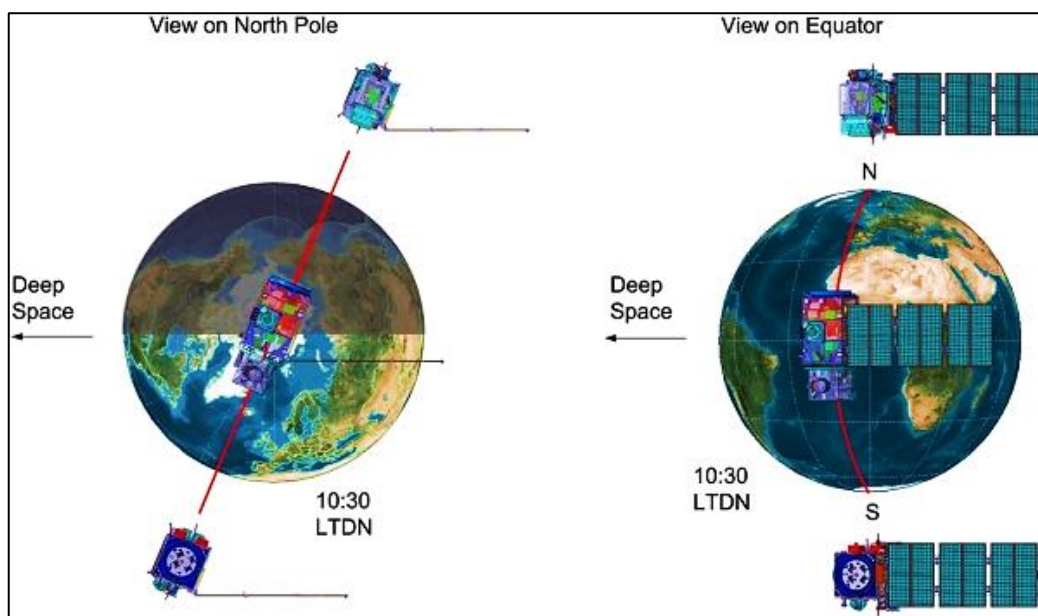 View on North Pole
View on Equator
N
Deep
Space
Deep
Space
10:30
LTDN
10:30
LTDN
S